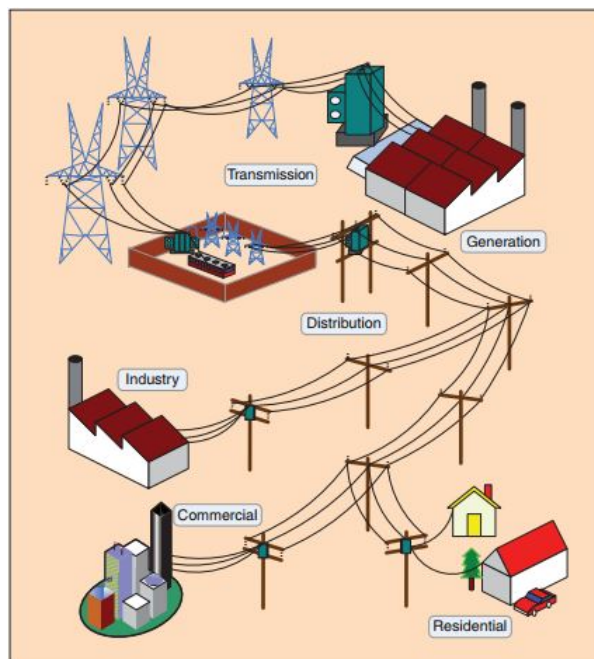 Transmission
Generation
Distribution
Industry
Commercial
Residential